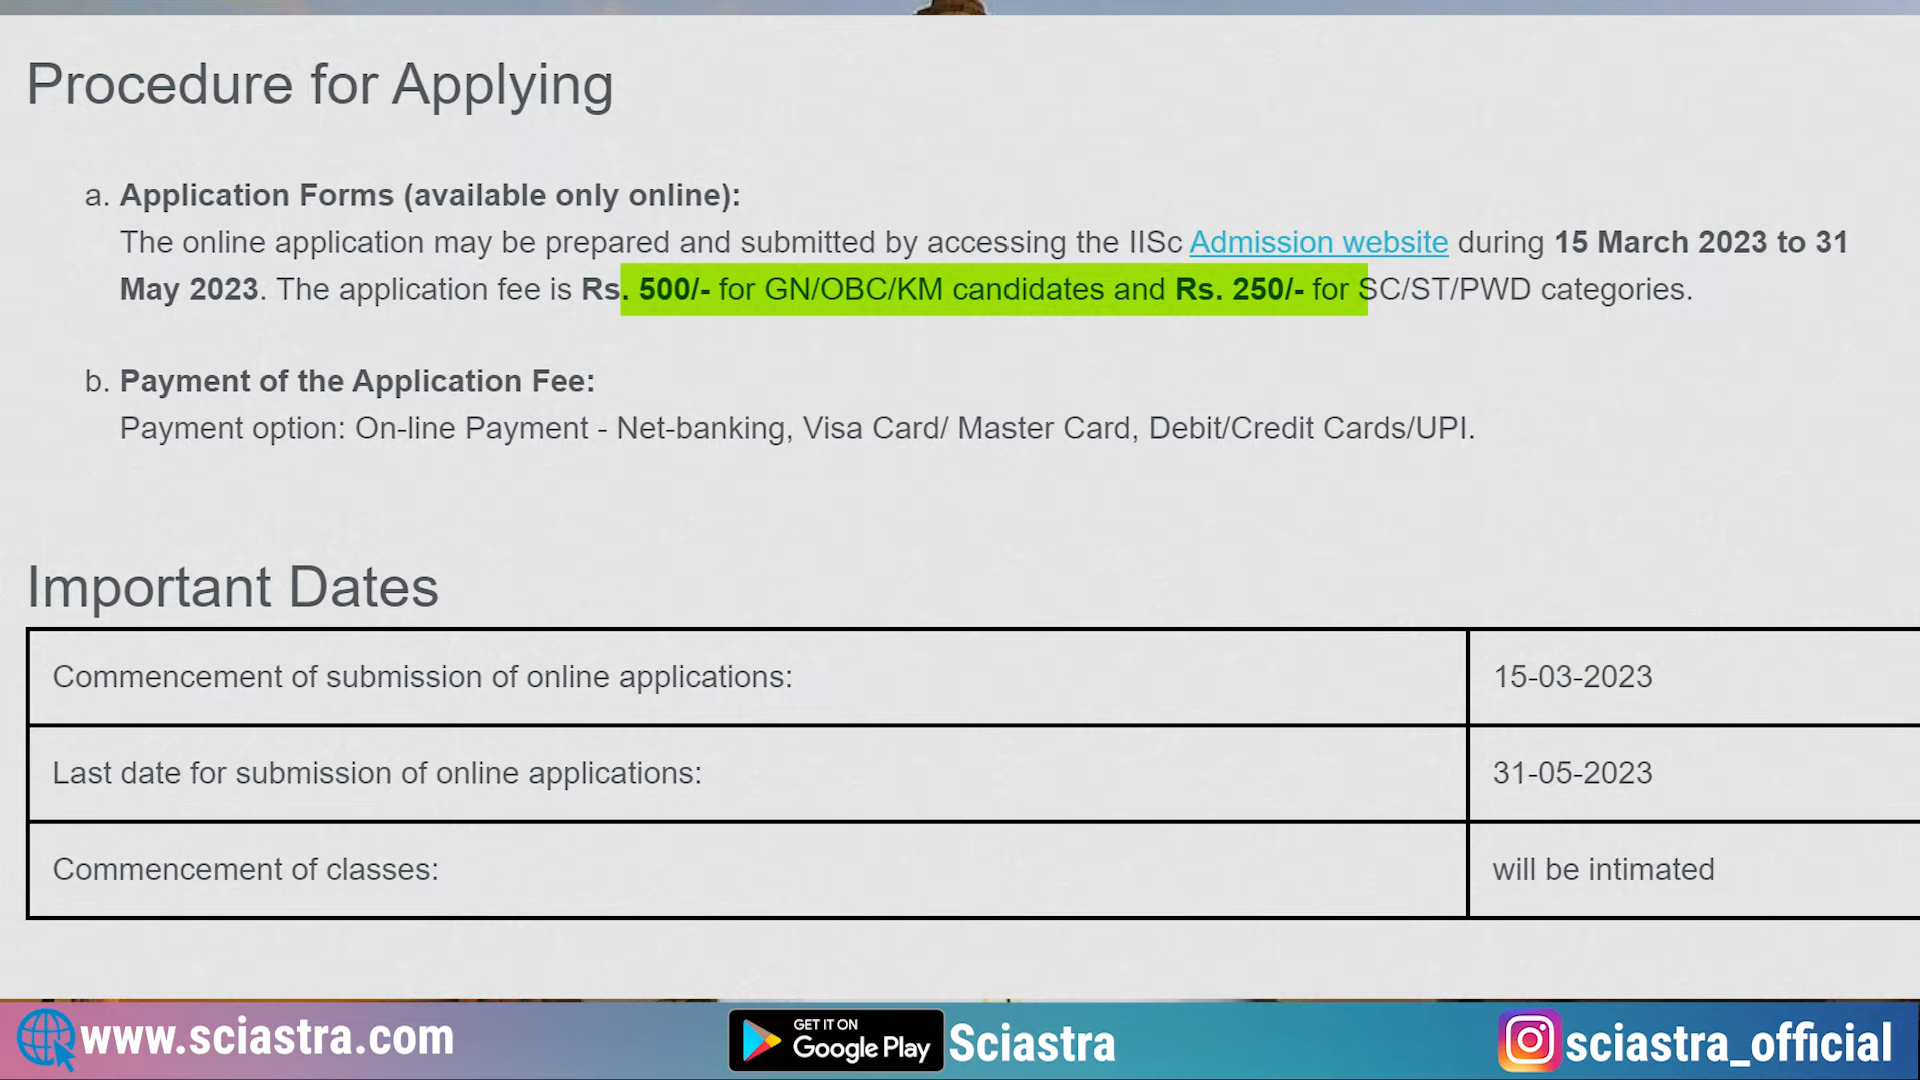 Procedure for Applying
a. Application Forms (available only online):
The online application may be prepared and submitted by accessing the IISc Admission website during 15 March 2023 to 31
May 2023. The application fee is Rs. 500/- for GN/OBC/KM candidates and Rs. 250/- for SC/ST/PWD categories.
b. Payment of the Application Fee:
Payment option: On-line Payment - Net-banking, Visa Card/ Master Card, Debit/Credit Cards/UPI.
Important Dates
Commencement of submission of online applications: 15-03-2023
Last date for submission of online applications: 31-05-2023
Commencement of classes: will be intimated
www.sciastra.com
GET IT ON
Google Play
Sciastra
sciastra_official